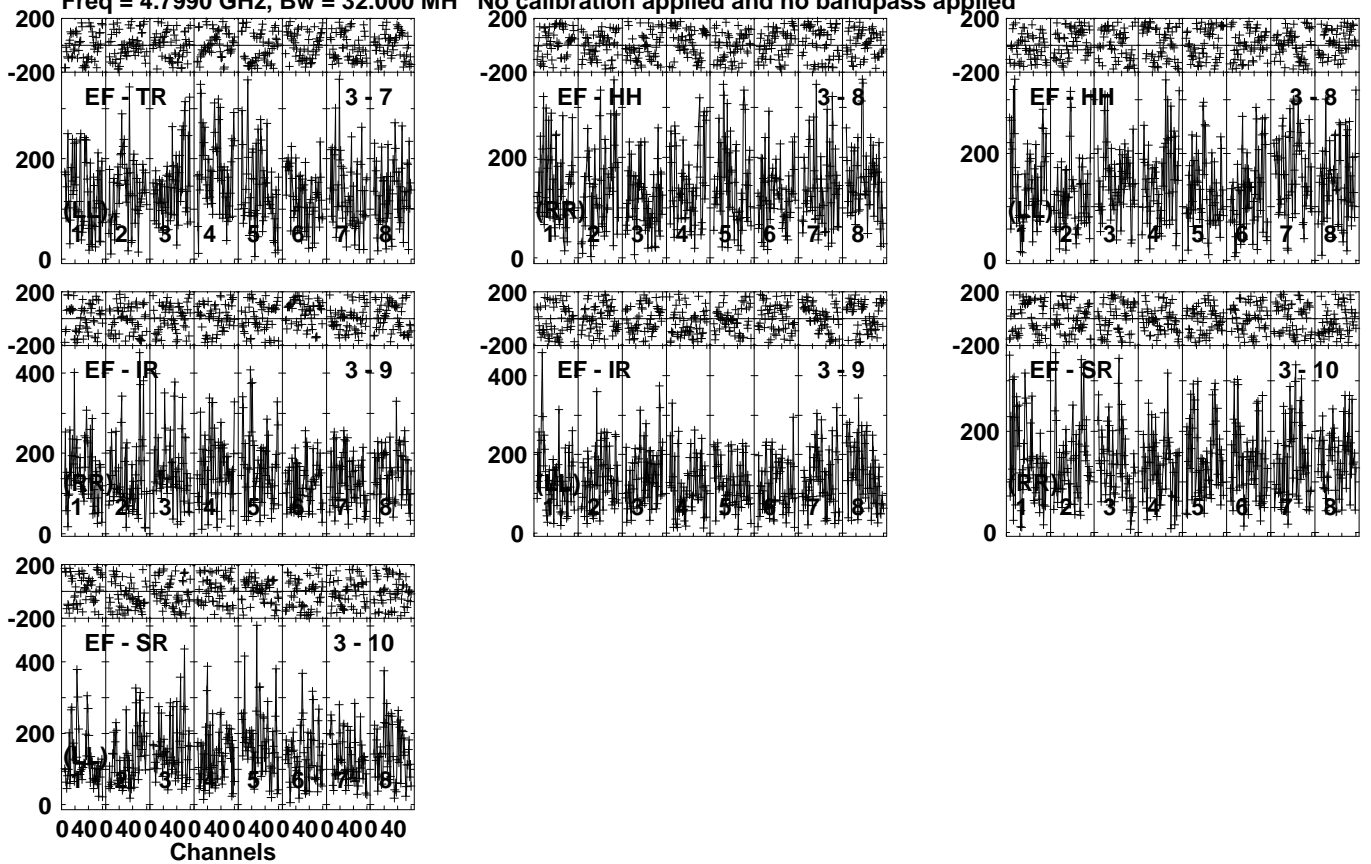 Freq = 4.7990 GHz, Bw = 32.000 MH No calibration applied and no bandpass applied
200 200 200
-200 -200 -200
EF - TR 3 - 7 EF - HH 3 - 8 EF - HH 3 - 8
200 200 200
(LL) (RR) (LL)
1 2 3 4 5 6 7 8 1 2 3 4 5 6 7 8 1 2 3 4 5 6 7 8
0 0 0
200 200 200
-200 -200 -200
EF - IR 3 - 9 EF - IR 3 - 9 EF - SR 3 - 10
400 400
200 200 200
(RR) (LL) (RR)
1 2 3 4 5 6 7 8 1 2 3 4 5 6 7 8 1 2 3 4 5 6 7 8
0 0 0
200
-200
EF - SR 3 - 10
400
200
(LL)
1 2 3 4 5 6 7 8
0
0 40 0 40 0 40 0 40 0 40 0 40 0 40 0 40
Channels